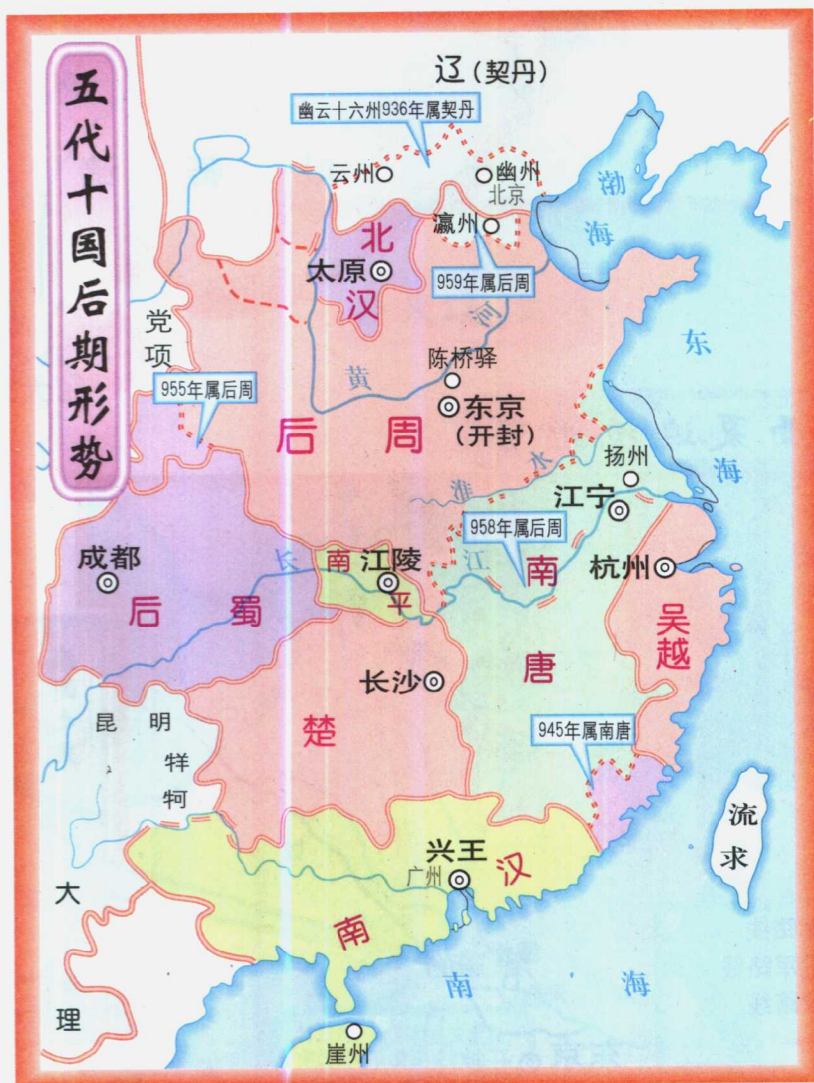 五代十国后期形势
辽(契丹)
幽云十六州936年属契丹
云州
幽州
北京
瀛州
渤海
北汉
太原
959年属后周
党项
黄河
陈桥驿
东京
(开封)
东海
955年属后周
后周
淮水
扬州
江宁
958年属后周
成都
后蜀
长江
南平
江陵
南唐
杭州
吴越
长沙
楚
945年属南唐
昆明
牂牁
流求
兴王
广州
南汉
大理
南海
崖州